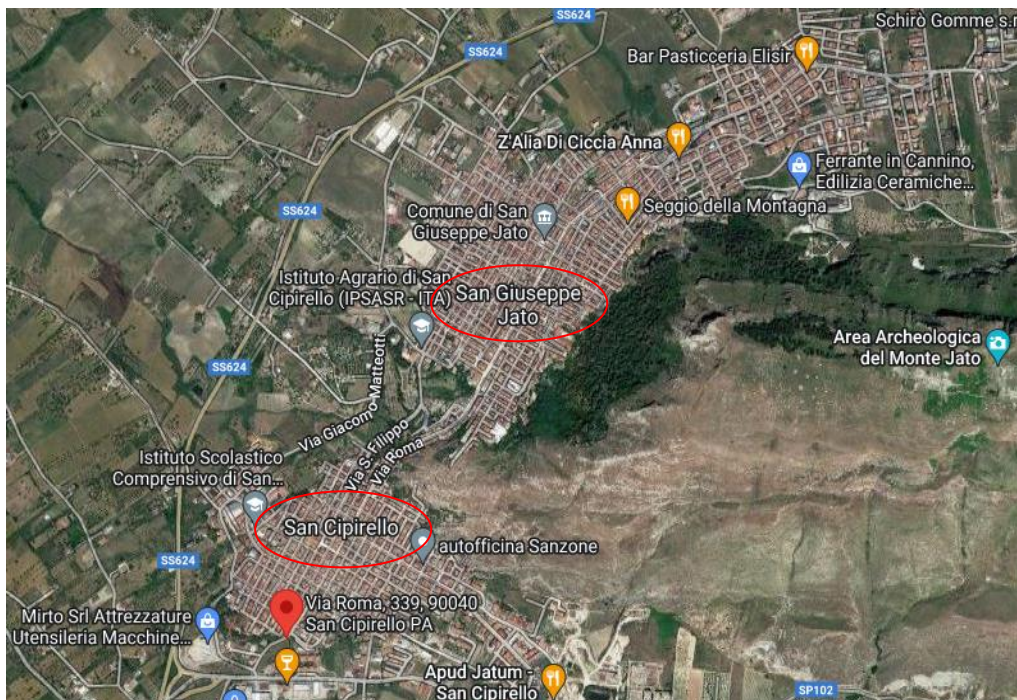 SS624
Schirò Gomme s.r
SS624
Bar Pasticceria Elisir
Z'Alia Di Ciccia Anna
Ferrante in Cannino,
Edilizia Ceramiche...
SS624
Comune di San
Giuseppe Jato
Seggio della Montagna
Istituto Agrario di San
Cipirello (IPSASR - ITA)
San Giuseppe
Jato
Area Archeologica
del Monte Jato
SS624
Via Giacomo Matteotti
Via S. Filippo
Via Roma
Istituto Scolastico
Comprensivo di San...
San Cipirello
autofficina Sanzone
SS624
Via Roma, 339, 90040
San Cipirello PA
Mirto Srl Attrezzature
Utensileria Macchine...
Apud Jatum -
San Cipirello
SP102